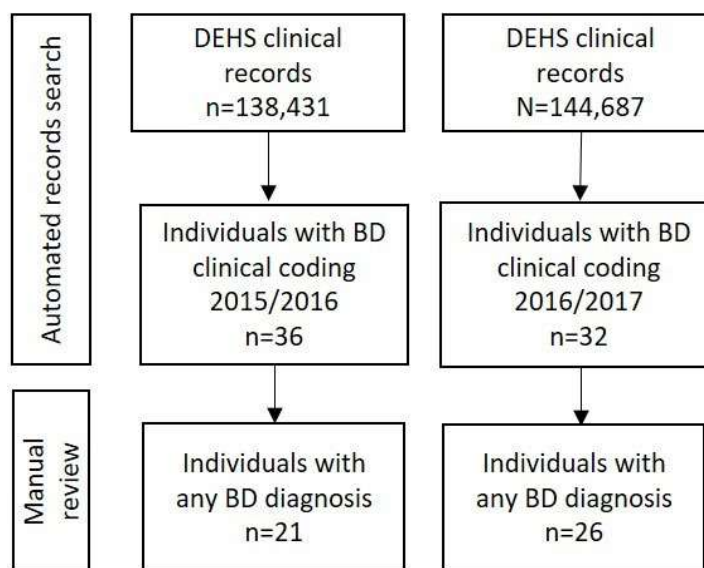 Automated records search
DEHS clinical
records
n=138,431
DEHS clinical
records
N=144,687
Individuals with BD
clinical coding
2015/2016
n=36
Individuals with BD
clinical coding
2016/2017
n=32
Manual
review
Individuals with
any BD diagnosis
n=21
Individuals with
any BD diagnosis
n=26